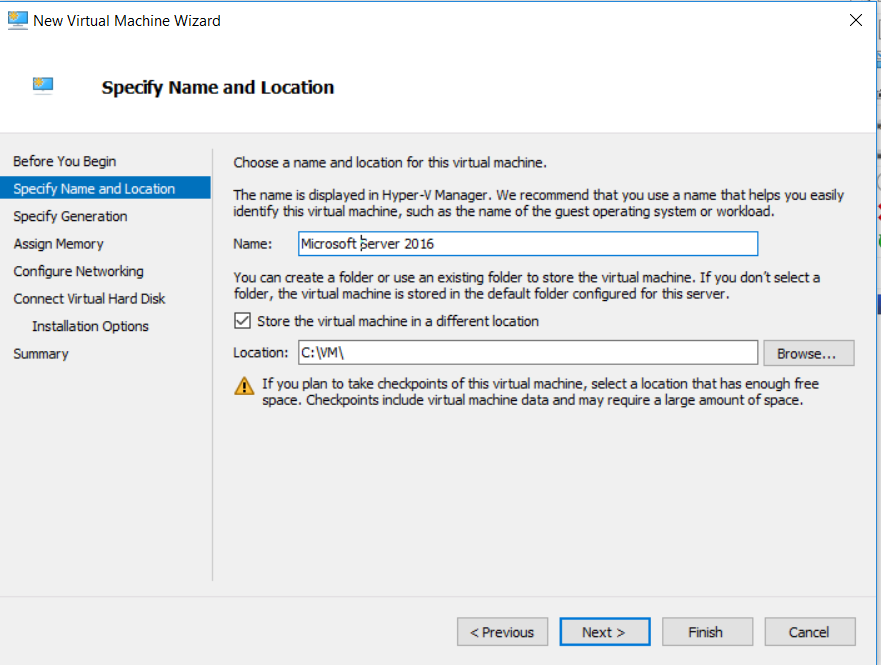 New Virtual Machine Wizard
Specify Name and Location
Before You Begin
Specify Name and Location
Specify Generation
Assign Memory
Configure Networking
Connect Virtual Hard Disk
Installation Options
Summary
Choose a name and location for this virtual machine.
The name is displayed in Hyper-V Manager. We recommend that you use a name that helps you easily
identify this virtual machine, such as the name of the guest operating system or workload.
Name: Microsoft Server 2016
You can create a folder or use an existing folder to store the virtual machine. If you don't select a
folder, the virtual machine is stored in the default folder configured for this server.
Store the virtual machine in a different location
Location: C:\VM\ Browse...
If you plan to take checkpoints of this virtual machine, select a location that has enough free
space. Checkpoints include virtual machine data and may require a large amount of space.
< Previous Next > Finish Cancel